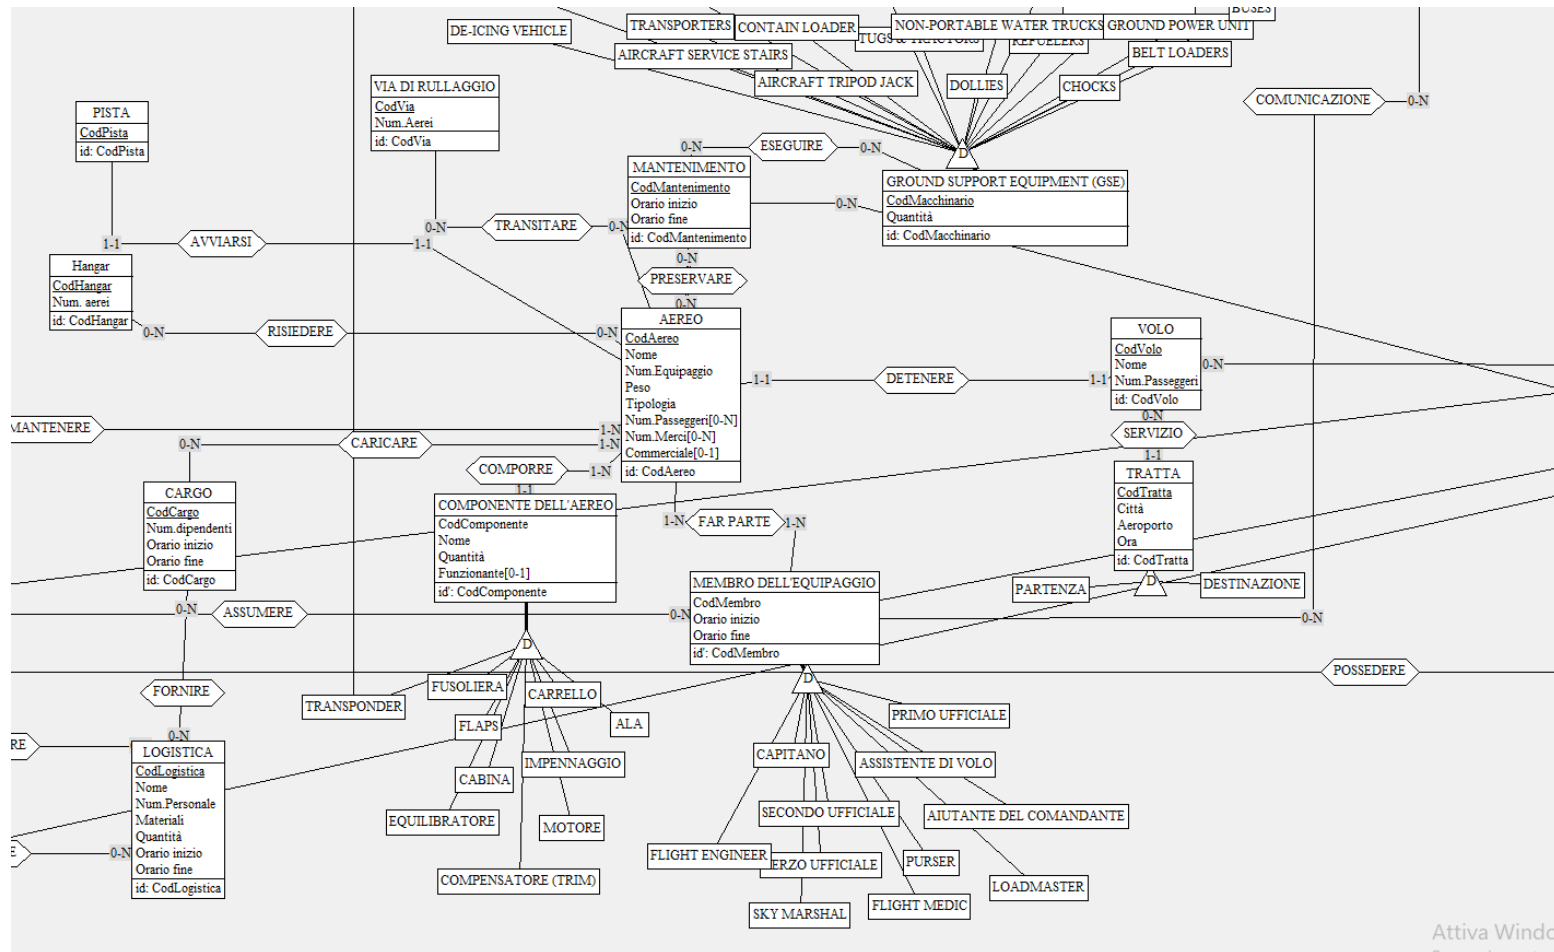 BUSES
DE-ICING VEHICLE
TRANSPORTERS
CONTAIN LOADER
NON-PORTABLE WATER TRUCKS
GROUND POWER UNIT
TUGS & TRACTORS
REFUELERS
AIRCRAFT SERVICE STAIRS
BELT LOADERS
AIRCRAFT TRIPOD JACK
DOLLIES
CHOCKS
COMUNICAZIONE
0-N
VIA DI RULLAGGIO
CodVia
Num.Aerei
id: CodVia
PISTA
CodPista
id: CodPista
0-N
ESEGUIRE
0-N
D
MANTENIMENTO
CodMantenimento
Orario inizio
Orario fine
id: CodMantenimento
0-N
GROUND SUPPORT EQUIPMENT (GSE)
CodMacchinario
Quantità
id: CodMacchinario
0-N
TRANSITARE
0-N
1-1
AVVIARSI
1-1
Hangar
CodHangar
Num. aerei
id: CodHangar
0-N
PRESERVARE
0-N
0-N
RISIEDERE
0-N
AEREO
CodAereo
Nome
Num.Equipaggio
Peso
Tipologia
Num.Passeggeri[0-N]
Num.Merci[0-N]
Commerciale[0-1]
id: CodAereo
VOLO
CodVolo
Nome
Num.Passeggeri
id: CodVolo
0-N
1-1
DETENERE
1-1
0-N
SERVIZIO
1-1
MANTENERE
1-N
0-N
CARICARE
1-N
COMPORRE
1-N
1-1
TRATTA
CodTratta
Città
Aeroporto
Ora
id: CodTratta
D
PARTENZA
DESTINAZIONE
CARGO
CodCargo
Num.dipendenti
Orario inizio
Orario fine
id: CodCargo
COMPONENTE DELL'AEREO
CodComponente
Nome
Quantità
Funzionante[0-1]
id': CodComponente
1-N
FAR PARTE
1-N
MEMBRO DELL'EQUIPAGGIO
CodMembro
Orario inizio
Orario fine
id': CodMembro
0-N
ASSUMERE
0-N
0-N
D
D
POSSEDERE
FORNIRE
0-N
TRANSPONDER
FUSOLIERA
CARRELLO
FLAPS
ALA
CABINA
IMPENNAGGIO
EQUILIBRATORE
MOTORE
COMPENSATORE (TRIM)
PRIMO UFFICIALE
CAPITANO
ASSISTENTE DI VOLO
SECONDO UFFICIALE
AIUTANTE DEL COMANDANTE
FLIGHT ENGINEER
ERZO UFFICIALE
PURSER
LOADMASTER
SKY MARSHAL
FLIGHT MEDIC
RE
LOGISTICA
CodLogistica
Nome
Num.Personale
Materiali
Quantità
Orario inizio
Orario fine
id: CodLogistica
E
0-N
Attiva Windo